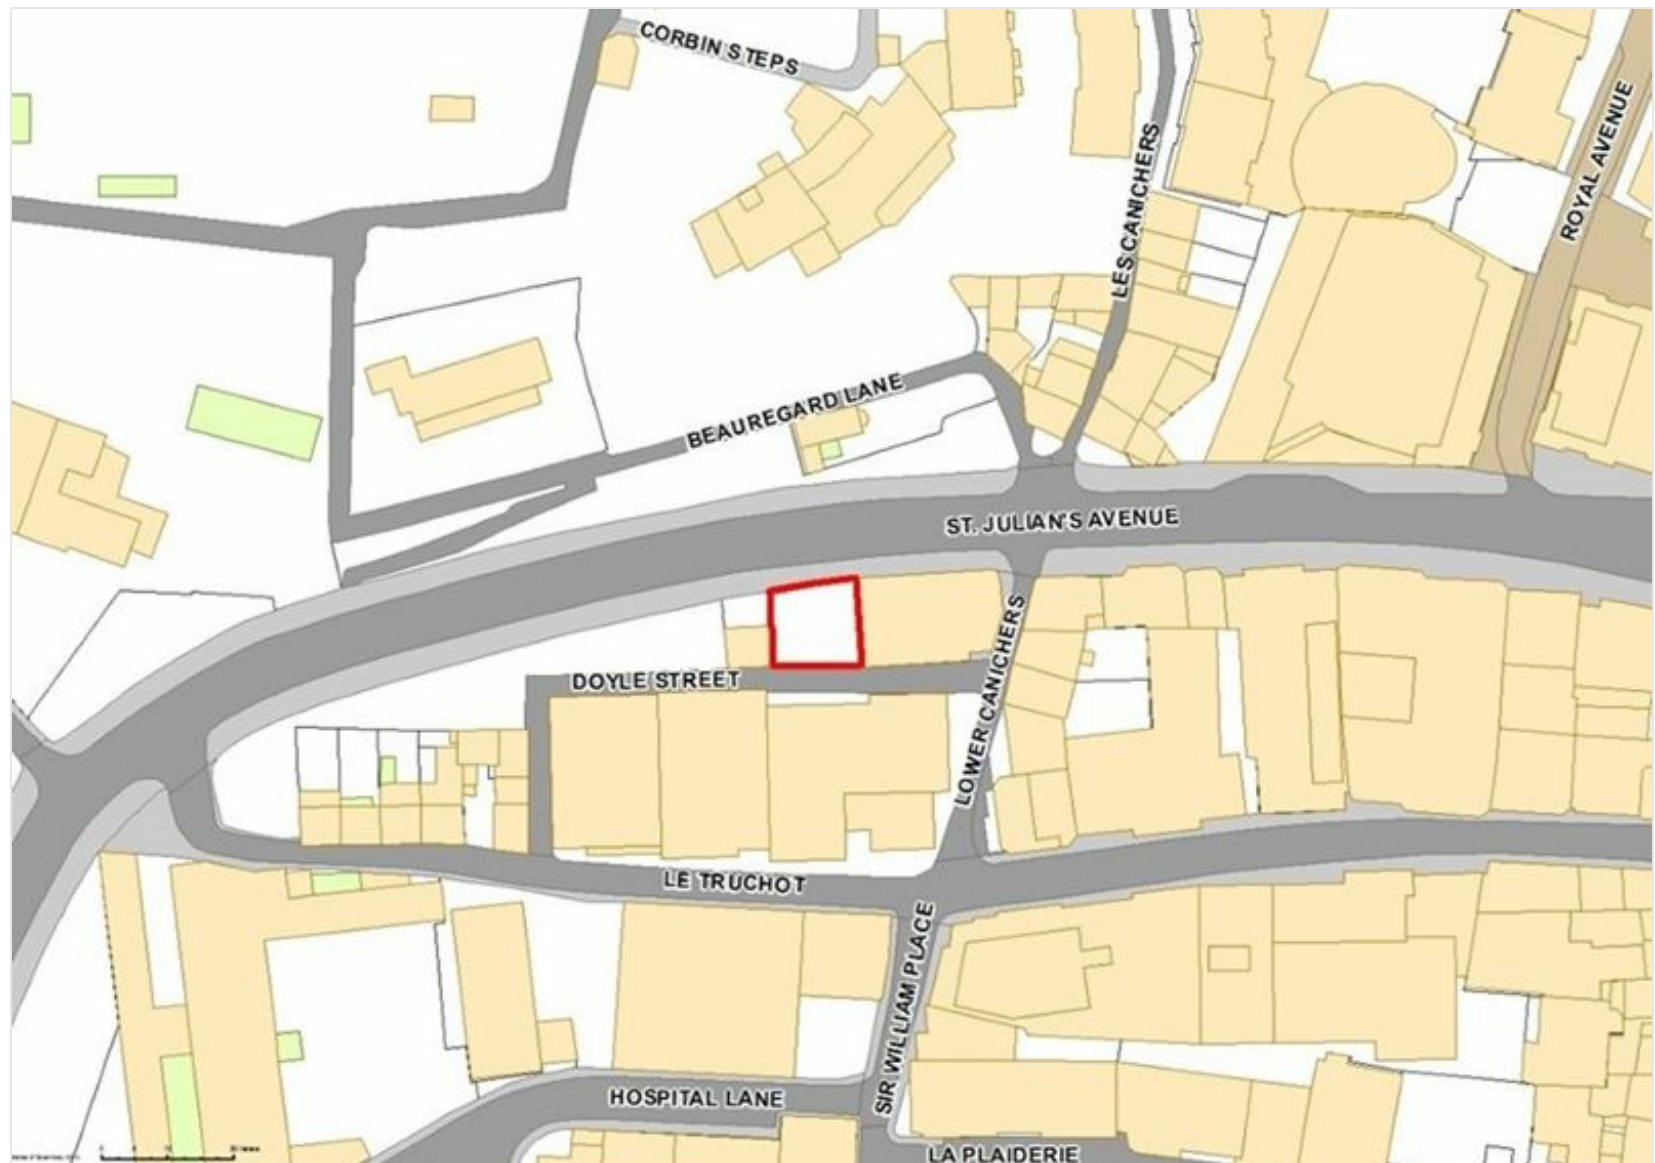 CORBIN STEPS
ROYAL AVENUE
LES CANICHERS
BEAUREGARD LANE
ST. JULIAN'S AVENUE
DOYLE STREET
LOWER CANICHERS
LE TRUCHOT
SIR WILLIAM PLACE
HOSPITAL LANE
LA PLAIDERIE